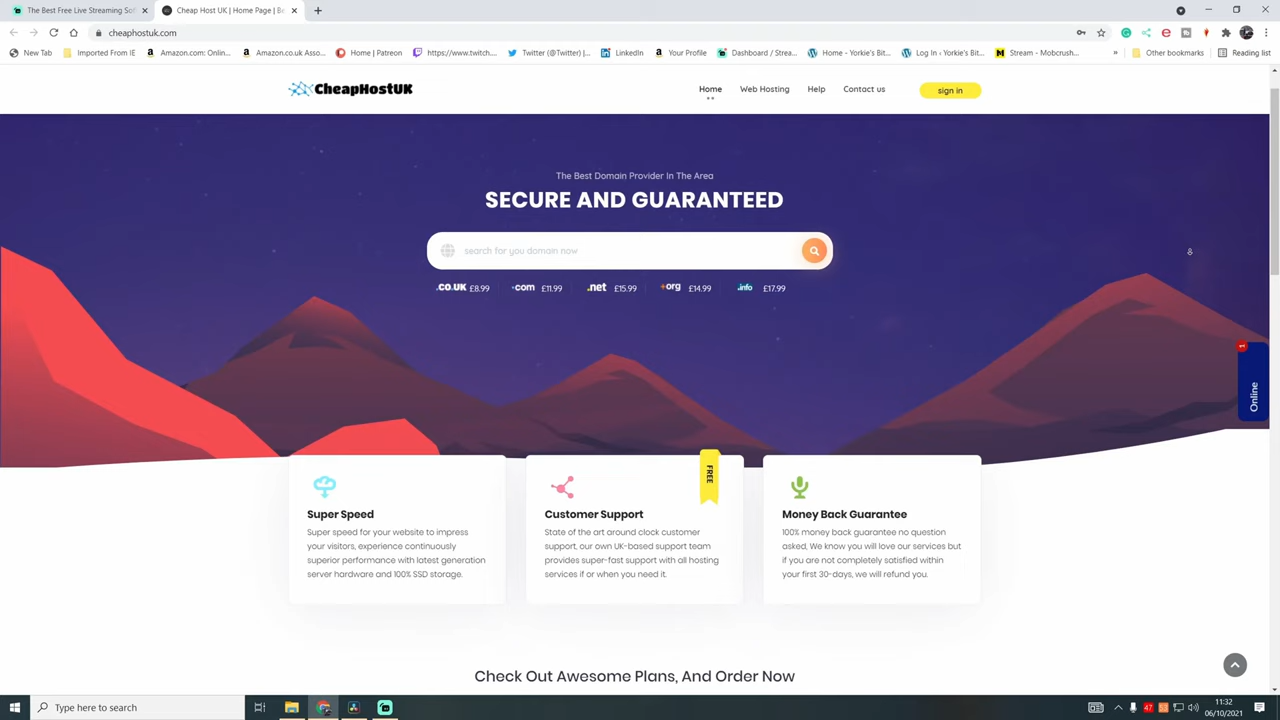 The Best Free Live Streaming Sof
Cheap Host UK | Home Page | Be
cheaphostuk.com
New Tab
Imported From IE
Amazon.com: Onlin...
Amazon.co.uk Asso...
Home | Patreon
https://www.twitch....
Twitter (@Twitter) |...
LinkedIn
Your Profile
Dashboard / Strea...
Home - Yorkie's Bit...
Log In ‹ Yorkie's Bit...
Stream - Mobcrush...
»
Other bookmarks
Reading list
CheapHostUK
Home
Web Hosting
Help
Contact us
sign in
The Best Domain Provider In The Area
SECURE AND GUARANTEED
search for you domain now
.co.uk £8.99
.com £11.99
.net £15.99
.org £14.99
.info £17.99
1
Online
FREE
Super Speed
Super speed for your website to impress
your visitors, experience continuously
superior performance with latest generation
server hardware and 100% SSD storage.
Customer Support
State of the art around clock customer
support, our own UK-based support team
provides super-fast support with all hosting
services if or when you need it.
Money Back Guarantee
100% money back guarantee no question
asked, We know you will love our services but
if you are not completely satisfied within
your first 30-days, we will refund you.
Check Out Awesome Plans, And Order Now
Type here to search
47
53
11:32
06/10/2021